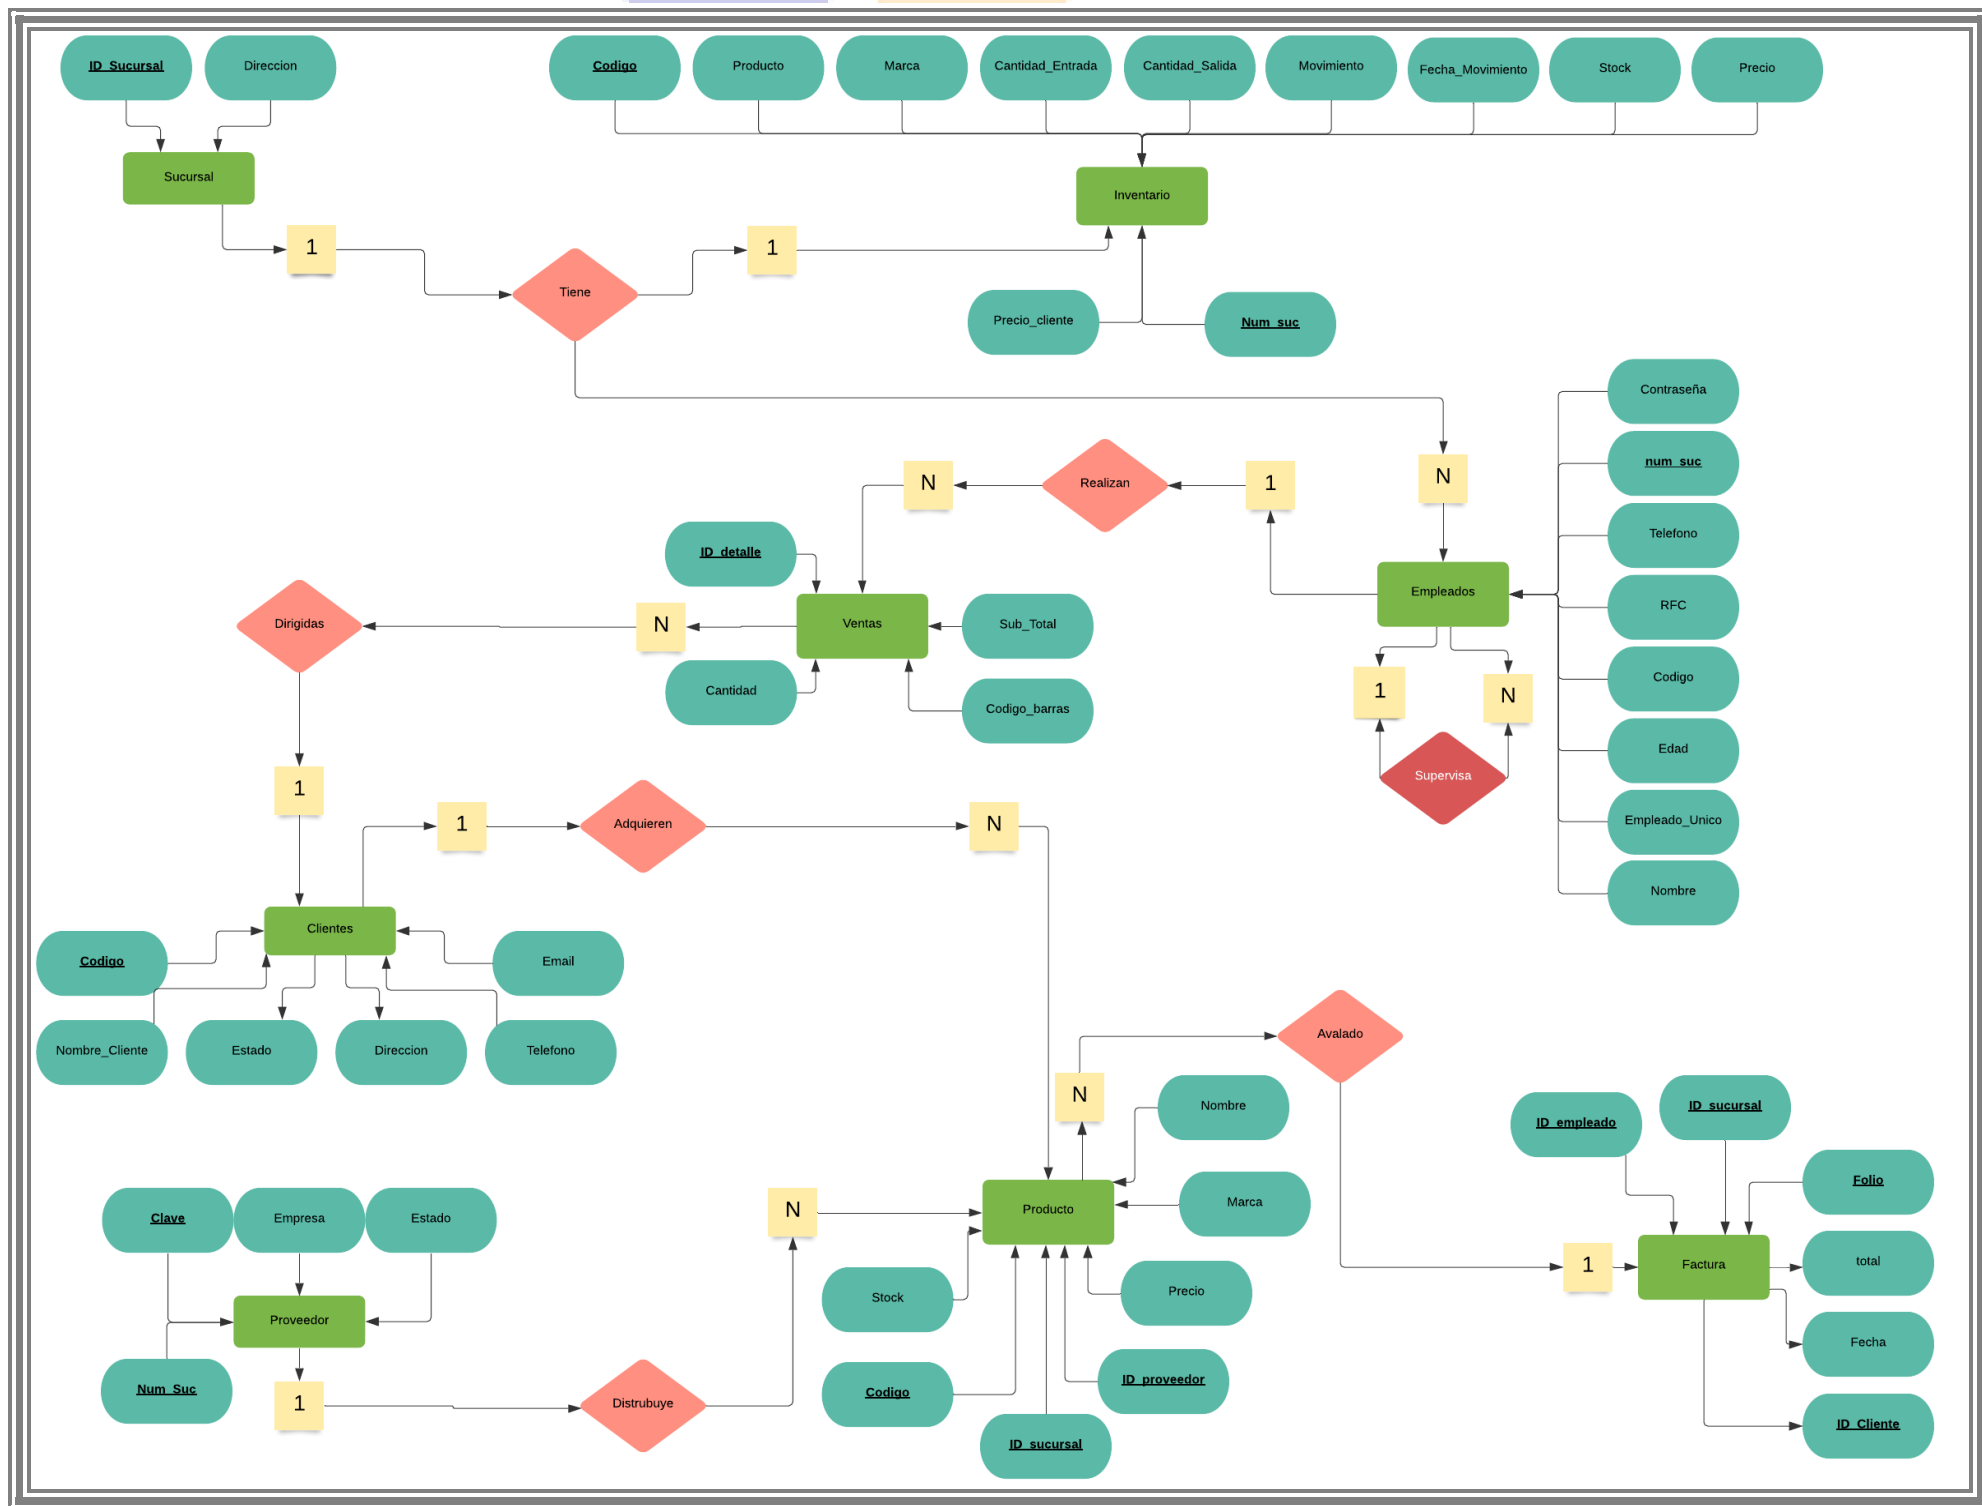 ID_Sucursal
Direccion
Codigo
Producto
Marca
Cantidad_Entrada
Cantidad_Salida
Movimiento
Fecha_Movimiento
Stock
Precio
Sucursal
Inventario
1
1
Tiene
Precio_cliente
Num_suc
Contraseña
num_suc
Telefono
RFC
Codigo
Edad
Empleado_Unico
Nombre
N
Realizan
1
N
ID_detalle
Empleados
Dirigidas
N
Ventas
Sub_Total
Cantidad
Codigo_barras
1
N
Supervisa
1
1
Adquieren
N
Clientes
Codigo
Email
Nombre_Cliente
Estado
Direccion
Telefono
Avalado
N
Nombre
ID_empleado
ID_sucursal
Folio
Clave
Empresa
Estado
N
Producto
Marca
1
Factura
total
Stock
Precio
Proveedor
Fecha
Num_Suc
1
Distrubuye
Codigo
ID_proveedor
ID_sucursal
ID_Cliente